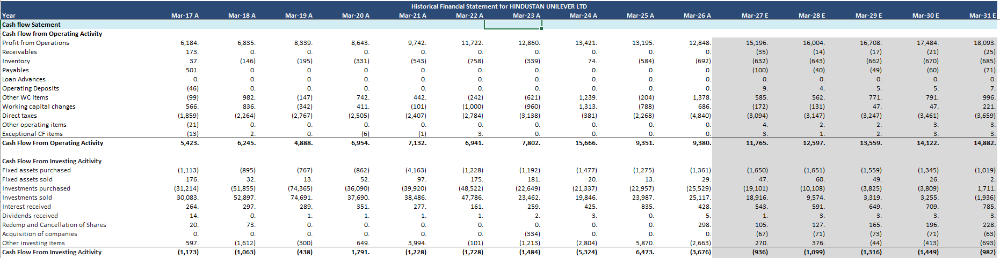 Historical Financial Statement for HINDUSTAN UNILEVER LTD
Year Mar-17 A Mar-18 A Mar-19 A Mar-20 A Mar-21 A Mar-22 A Mar-23 A Mar-24 A Mar-25 A Mar-26 A Mar-27 E Mar-28 E Mar-29 E Mar-30 E Mar-31 E
Cash flow Satement
Cash Flow from Operating Activity
Profit from Operations 6,184. 6,835. 8,339. 8,643. 9,742. 11,722. 12,860. 13,421. 13,195. 12,848. 15,196. 16,004. 16,708. 17,484. 18,093.
Receivables 173. 0. 0. 0. 0. 0. 0. 0. 0. 0. (35) (14) (17) (21) (25)
Inventory 37. (146) (195) (331) (543) (758) (339) 74. (584) (692) (632) (643) (662) (670) (685)
Payables 501. 0. 0. 0. 0. 0. 0. 0. 0. 0. (100) (40) (49) (60) (71)
Loan Advances 0. 0. 0. 0. 0. 0. 0. 0. 0. 0. 0. 0. 0. 0. 0.
Operating Deposits (46) 0. 0. 0. 0. 0. 0. 0. 0. 0. 9. 4. 5. 5. 7.
Other WC items (99) 982. (147) 742. 442. (242) (621) 1,239. (204) 1,378. 585. 562. 771. 791. 996.
Working capital changes 566. 836. (342) 411. (101) (1,000) (960) 1,313. (788) 686. (172) (131) 47. 47. 221.
Direct taxes (1,859) (2,264) (2,767) (2,505) (2,407) (2,784) (3,138) (381) (2,268) (4,840) (3,094) (3,147) (3,247) (3,461) (3,659)
Other operating items (21) 0. 0. 0. 0. 0. 0. 0. 0. 0. 4. 2. 2. 3. 3.
Exceptional CF items (13) 2. 0. (6) (1) 3. 0. 0. 0. 0. 3. 1. 2. 3. 3.
Cash Flow From Operating Activity 5,423. 6,245. 4,888. 6,954. 7,132. 6,941. 7,802. 15,666. 9,351. 9,380. 11,765. 12,597. 13,559. 14,122. 14,882.
Cash Flow From Investing Acitivity
Fixed assets purchased (1,113) (895) (767) (862) (4,163) (1,228) (1,192) (1,477) (1,275) (1,361) (1,650) (1,651) (1,559) (1,345) (1,019)
Fixed assets sold 176. 32. 13. 52. 97. 175. 181. 20. 13. 29. 47. 60. 49. 26. 2.
Investments purchased (31,214) (51,855) (74,365) (36,090) (39,920) (48,522) (22,649) (21,337) (22,957) (25,529) (19,101) (10,108) (3,825) (3,809) 1,711.
Investments sold 30,083. 52,897. 74,691. 37,690. 38,486. 47,786. 23,462. 19,846. 23,987. 25,117. 18,916. 9,574. 3,319. 3,255. (1,936)
Interest received 264. 297. 289. 351. 277. 161. 259. 425. 835. 428. 543. 591. 649. 709. 785.
Dividends received 14. 0. 1. 1. 1. 1. 2. 3. 0. 5. 1. 3. 3. 3. 3.
Redemp and Cancellation of Shares 20. 73. 0. 0. 0. 0. 0. 0. 0. 298. 105. 127. 165. 196. 228.
Acquisition of companies 0. 0. 0. 0. 0. 0. (334) 0. 0. 0. (67) (71) (73) (71) (63)
Other investing items 597. (1,612) (300) 649. 3,994. (101) (1,213) (2,804) 5,870. (2,663) 270. 376. (44) (413) (693)
Cash Flow From Investing Acitivity (1,173) (1,063) (438) 1,791. (1,228) (1,728) (1,484) (5,324) 6,473. (3,676) (936) (1,099) (1,316) (1,449) (982)